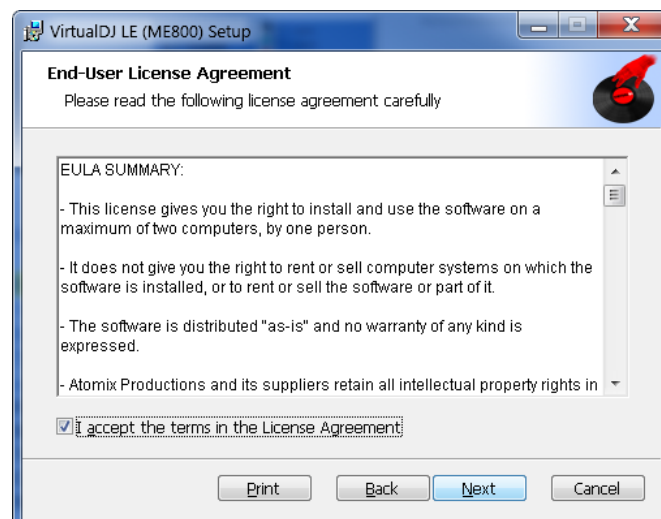 VirtualDJ LE (ME800) Setup
End-User License Agreement
Please read the following license agreement carefully
EULA SUMMARY:
- This license gives you the right to install and use the software on a
maximum of two computers, by one person.
- It does not give you the right to rent or sell computer systems on which the
software is installed, or to rent or sell the software or part of it.
- The software is distributed "as-is" and no warranty of any kind is
expressed.
- Atomix Productions and its suppliers retain all intellectual property rights in
I accept the terms in the License Agreement
Print Back Next Cancel